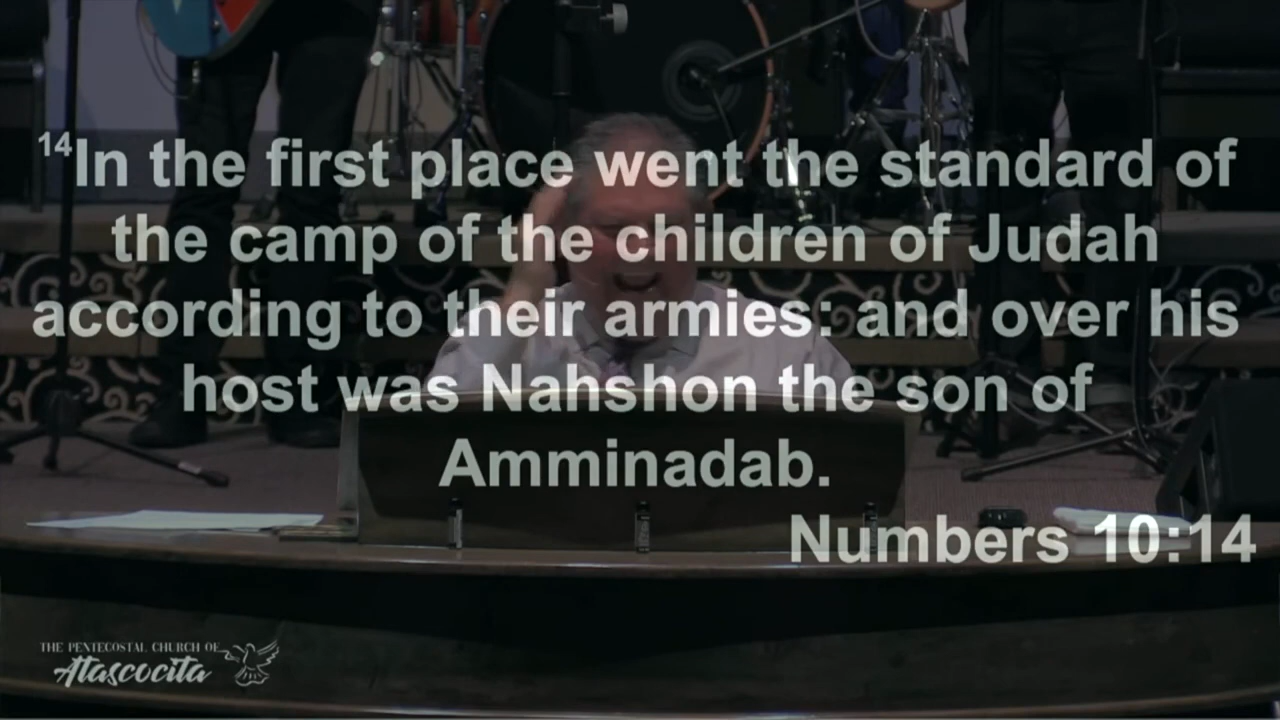 14In the first place went the standard of
the camp of the children of Judah
according to their armies: and over his
host was Nahshon the son of
Amminadab.
Numbers 10:14
THE PENTECOSTAL CHURCH OF
Atascocita